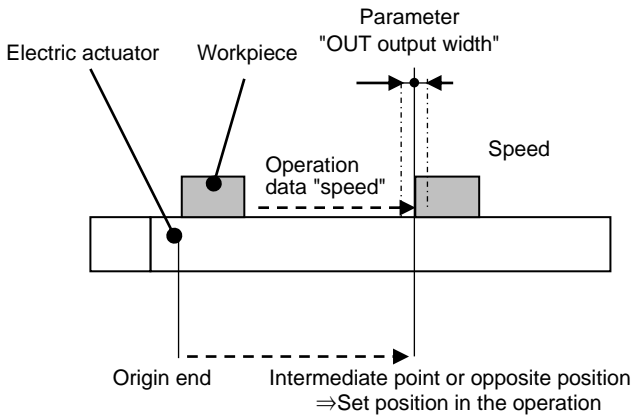 Parameter
"OUT output width"
Electric actuator
Workpiece
Speed
Operation
data "speed"
Origin end
Intermediate point or opposite position
⇒Set position in the operation